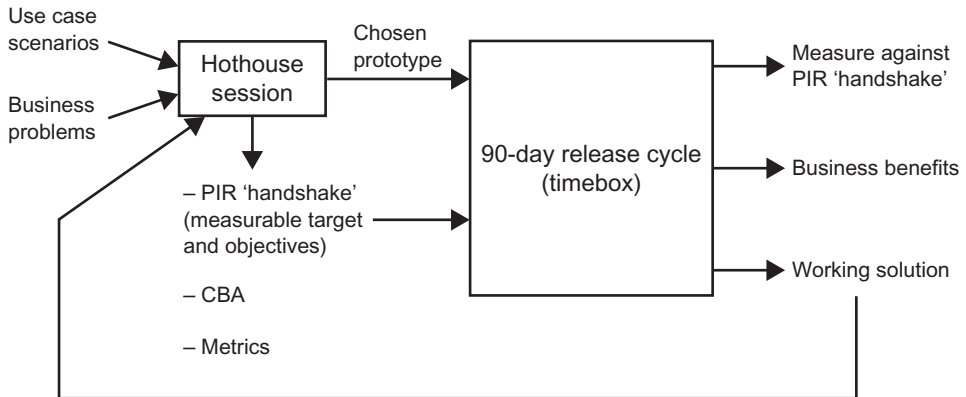 Use case
scenarios
Business
problems
Hothouse
session
Chosen
prototype
– PIR ‘handshake’
(measurable target
and objectives)
– CBA
– Metrics
90-day release cycle
(timebox)
Measure against
PIR ‘handshake’
Business benefits
Working solution